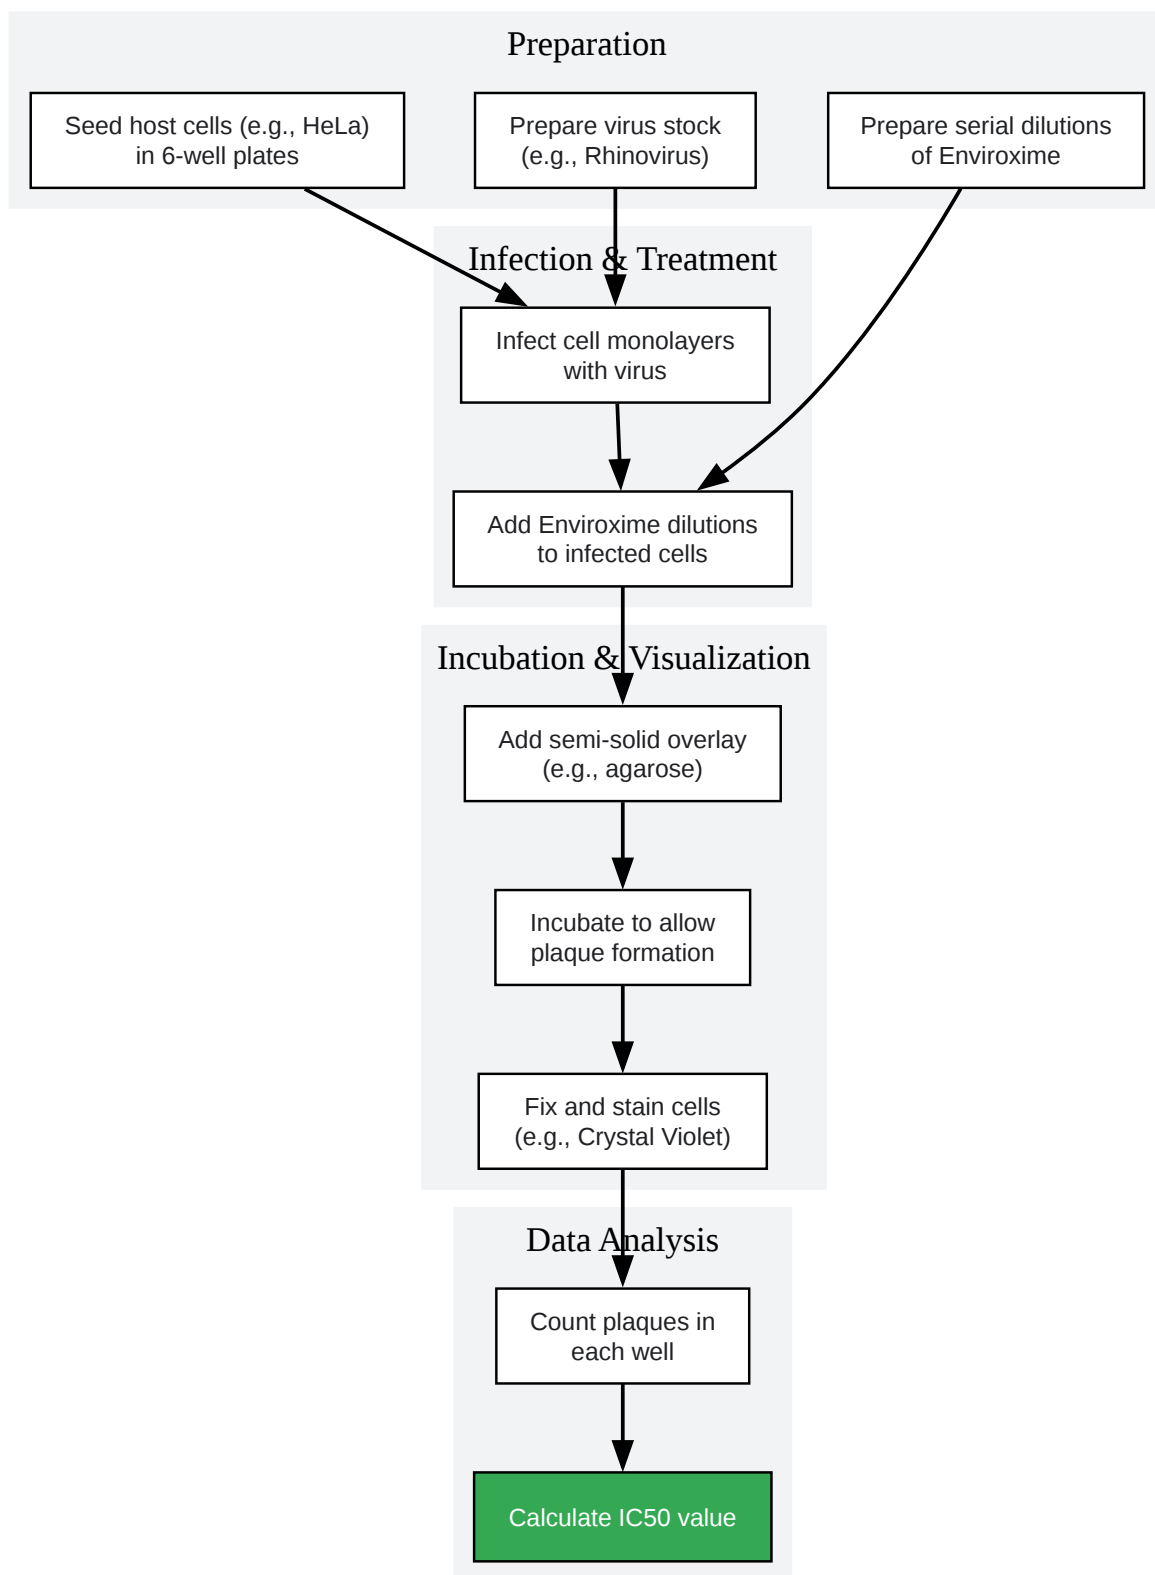 Preparation
Seed host cells (e.g., HeLa)
in 6-well plates
Prepare virus stock
(e.g., Rhinovirus)
Prepare serial dilutions
of Enviroxime
Infection & Treatment
Infect cell monolayers
with virus
Add Enviroxime dilutions
to infected cells
Incubation & Visualization
Add semi-solid overlay
(e.g., agarose)
Incubate to allow
plaque formation
Fix and stain cells
(e.g., Crystal Violet)
Data Analysis
Count plaques in
each well
Calculate IC50 value